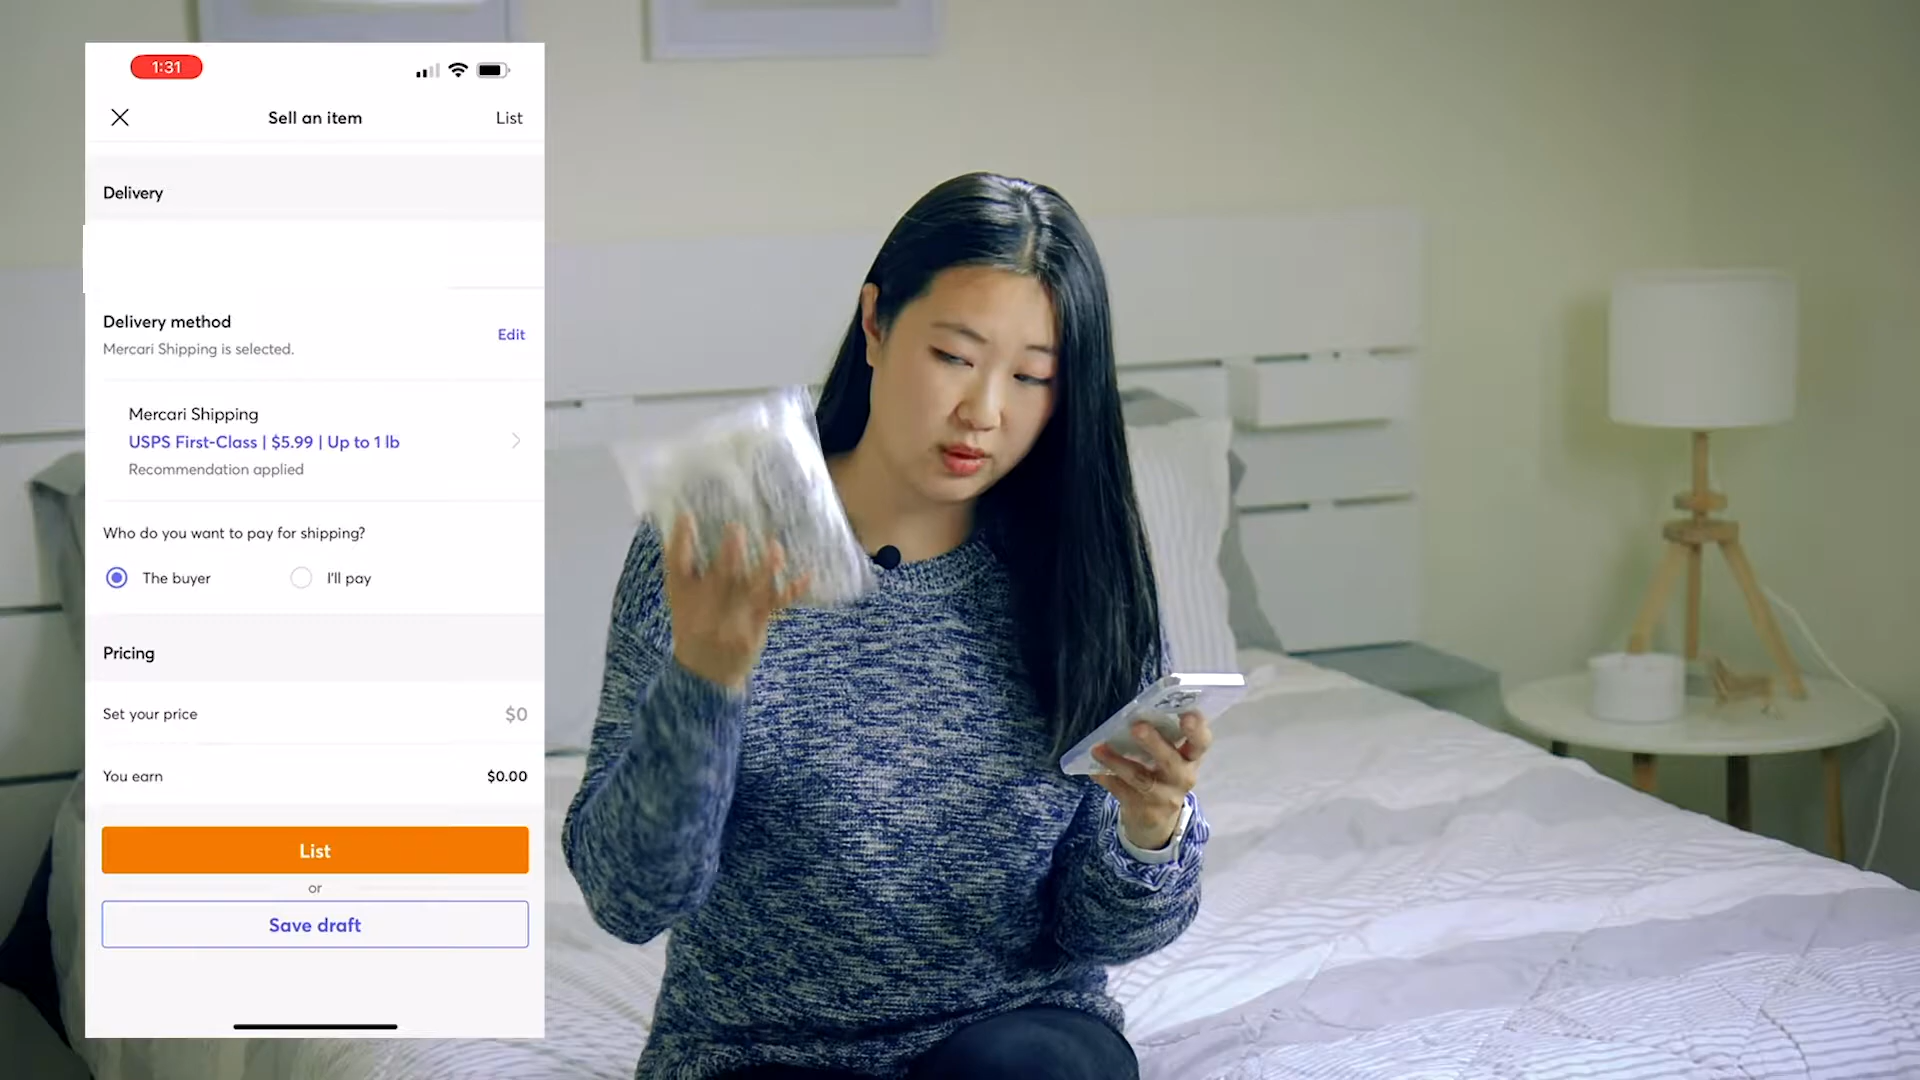 1:31
Sell an item
List
Delivery
Delivery method
Edit
Mercari Shipping is selected.
Mercari Shipping
USPS First-Class | $5.99 | Up to 1 lb
Recommendation applied
Who do you want to pay for shipping?
The buyer
I'll pay
Pricing
Set your price
$0
You earn
$0.00
List
or
Save draft